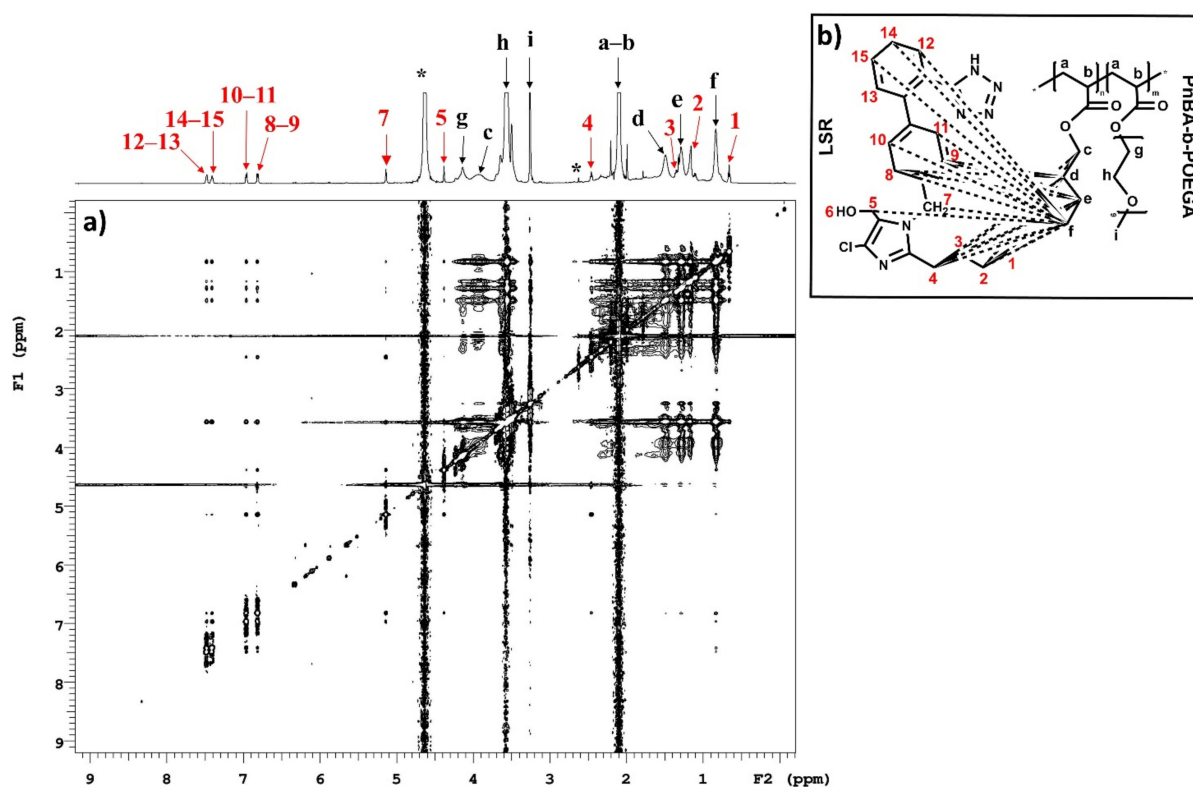 h
i
a–b
f
*
e
2
10–11
14–15
8–9
12–13
7
5
g
c
*
4
d
3
1
a)
F1 (ppm)
1
2
3
4
5
6
7
8
9
9 8 7 6 5 4 3 2 1 F2 (ppm)
b)
LSR
14
12
15
13
H
N
N
N
N
11
10
9
8
7
CH2
6
HO
5
N
Cl
N
3
4
2
1
a
b
a
b
n
m
O
O
O
O
c
g
d
h
e
O
f
i
PnBA-b-POEGA